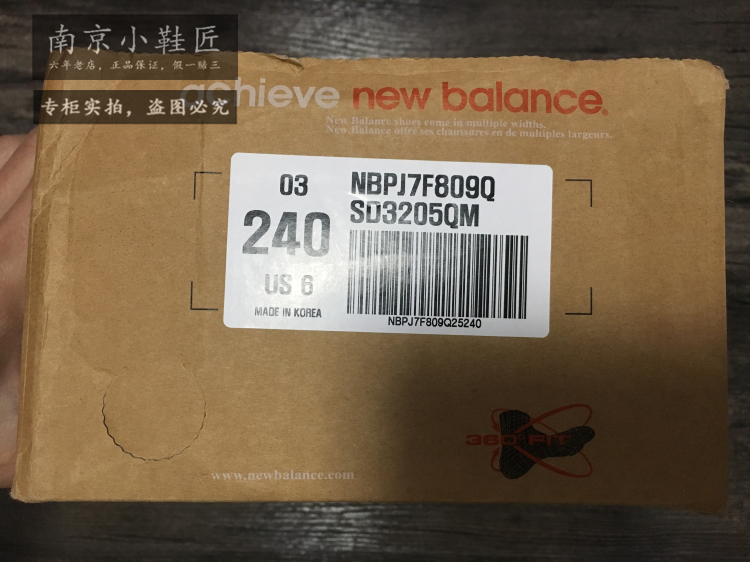 南京小鞋匠
六年老店，正品保证，假一赔三
专柜实拍，盗图必究
achieve new balance.
New Balance shoes come in multiple widths.
New Balance offre ses chaussures en de multiples largeurs.
03
240
US 6
MADE IN KOREA
NBPJ7F809Q
SD3205QM
NBPJ7F809Q25240
360 FIT
www.newbalance.com